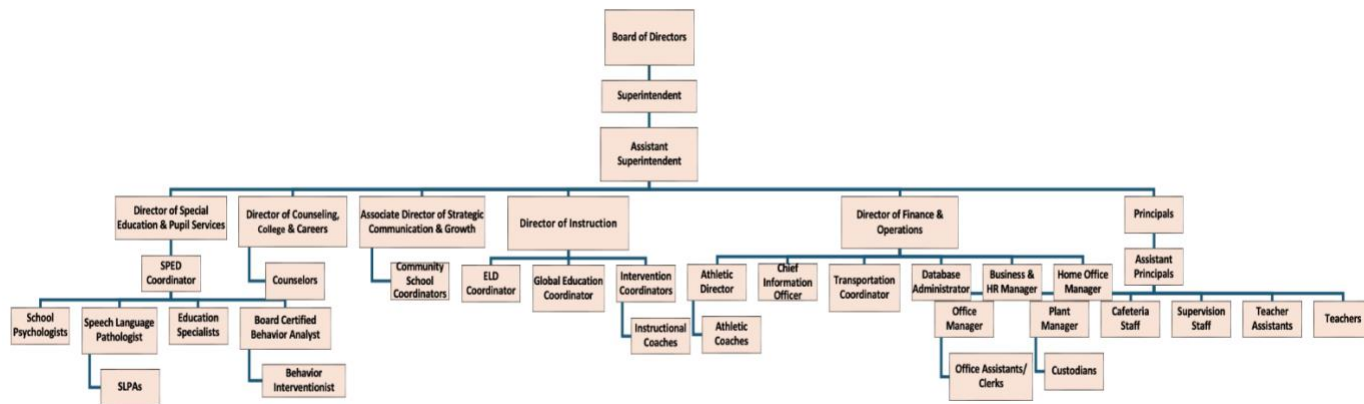 Board of Directors
Superintendent
Assistant
Superintendent
Director of Special
Education & Pupil Services
Director of Counseling,
College & Careers
Associate Director of Strategic
Communication & Growth
Director of Instruction
Director of Finance &
Operations
Principals
SPED
Coordinator
Counselors
Community
School
Coordinators
ELD
Coordinator
Global Education
Coordinator
Intervention
Coordinators
Athletic
Director
Chief
Information
Officer
Transportation
Coordinator
Database
Administrator
Business &
HR Manager
Home Office
Manager
Assistant
Principals
School
Psychologists
Speech Language
Pathologist
Education
Specialists
Board Certified
Behavior Analyst
Instructional
Coaches
Athletic
Coaches
Office
Manager
Plant
Manager
Cafeteria
Staff
Supervision
Staff
Teacher
Assistants
Teachers
SLPAs
Behavior
Interventionist
Office Assistants/
Clerks
Custodians